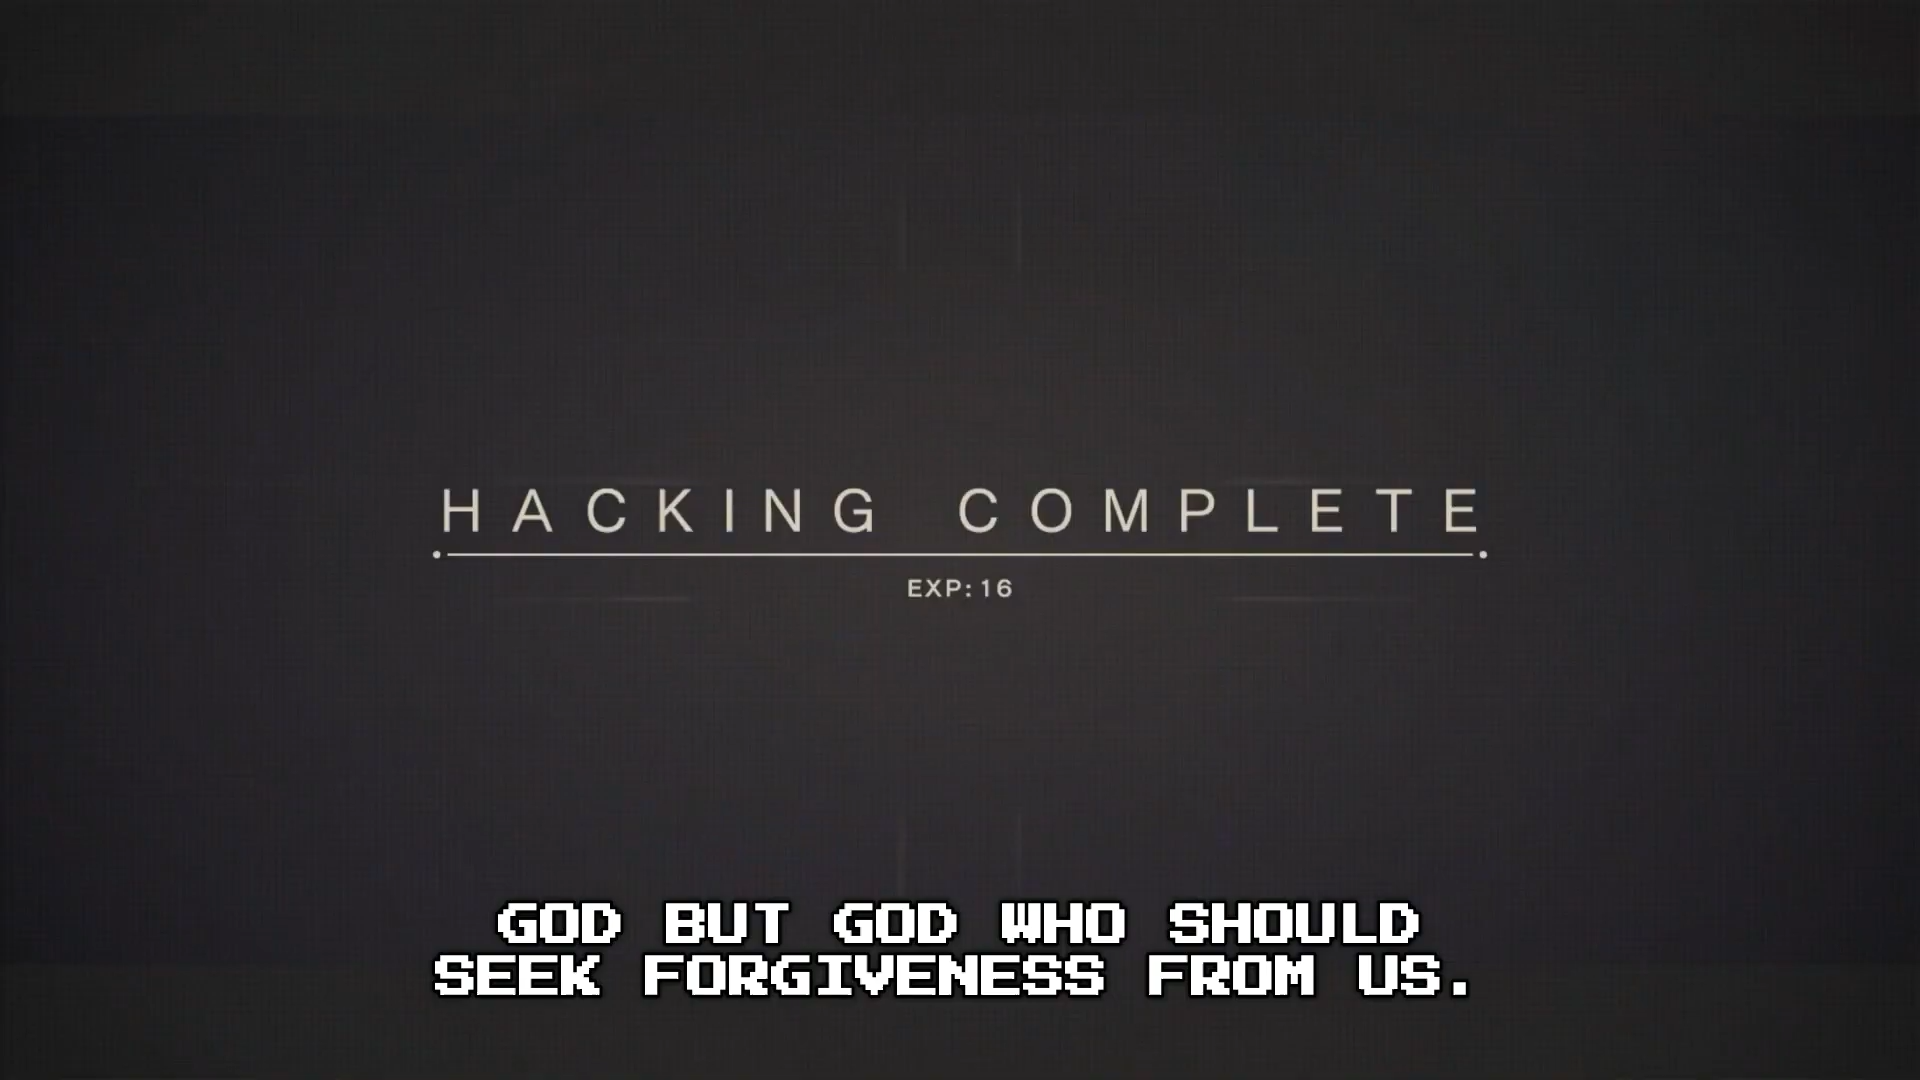 HACKING COMPLETE
EXP:16
GOD BUT GOD WHO SHOULD
SEEK FORGIVENESS FROM US.